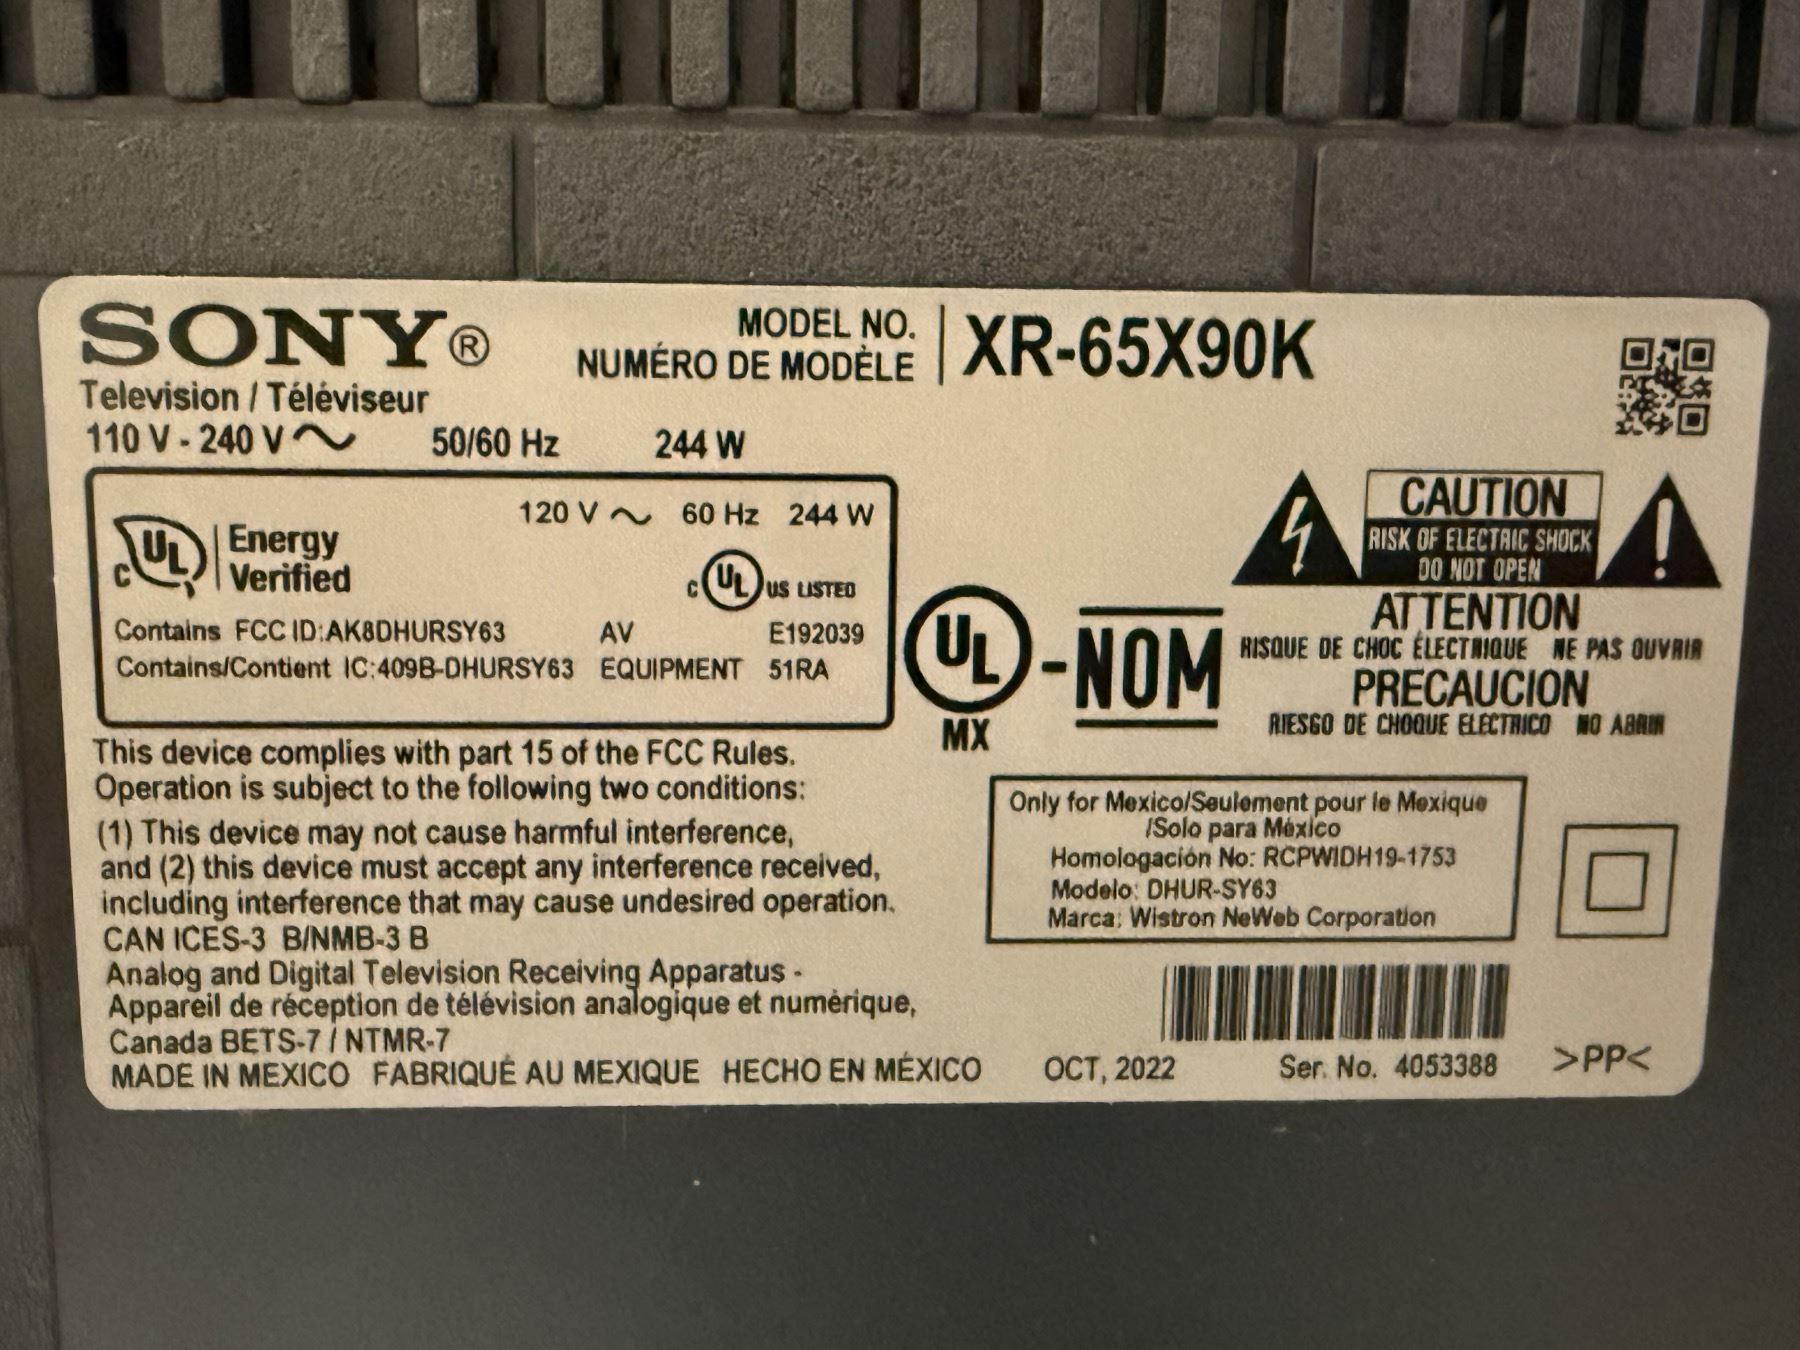 SONY®
MODEL NO.
NUMÉRO DE MODÈLE
XR-65X90K
Television / Téléviseur
110 V - 240 V ~ 50/60 Hz 244 W
120 V ~ 60 Hz 244 W
C UL Energy
Verified
C UL US LISTED
Contains FCC ID:AK8DHURSY63 AV E192039
Contains/Contient IC:409B-DHURSY63 EQUIPMENT 51RA
UL - NOM
MX
CAUTION
RISK OF ELECTRIC SHOCK
DO NOT OPEN
ATTENTION
RISQUE DE CHOC ÉLECTRIQUE NE PAS OUVRIR
PRECAUCION
RIESGO DE CHOQUE ELECTRICO NO ABRIR
This device complies with part 15 of the FCC Rules.
Operation is subject to the following two conditions:
(1) This device may not cause harmful interference,
and (2) this device must accept any interference received,
including interference that may cause undesired operation.
CAN ICES-3 B/NMB-3 B
Analog and Digital Television Receiving Apparatus -
Appareil de réception de télévision analogique et numérique,
Canada BETS-7 / NTMR-7
MADE IN MEXICO FABRIQUÉ AU MEXIQUE HECHO EN MÉXICO
Only for Mexico/Seulement pour le Mexique
/Solo para México
Homologación No: RCPWIDH19-1753
Modelo: DHUR-SY63
Marca: Wistron NeWeb Corporation
OCT, 2022 Ser. No. 4053388 >PP<